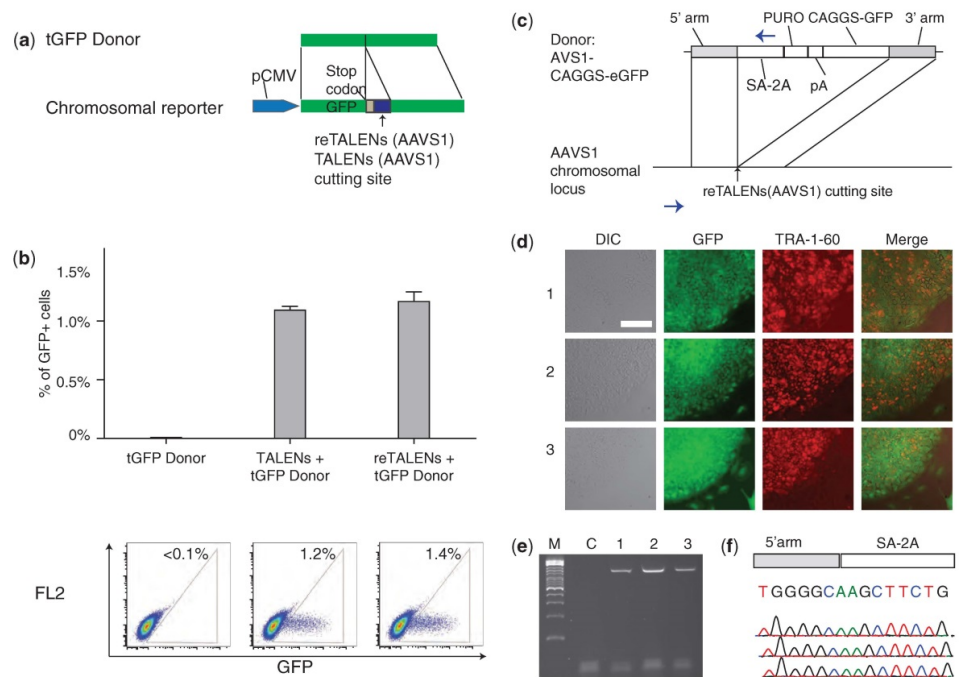 (a)
tGFP Donor
pCMV
Stop
codon
GFP
Chromosomal reporter
reTALENs (AAVS1)
TALENs (AAVS1)
cutting site
(b)
% of GFP+ cells
1.5%
1.0%
0.5%
0%
tGFP Donor
TALENs +
tGFP Donor
reTALENs +
tGFP Donor
<0.1%
1.2%
1.4%
FL2
GFP
(c)
5' arm
PURO CAGGS-GFP
3' arm
Donor:
AVS1-
CAGGS-eGFP
SA-2A
pA
AAVS1
chromosomal
locus
reTALENs(AAVS1) cutting site
(d)
DIC GFP TRA-1-60 Merge
1
2
3
(e)
M C 1 2 3
(f)
5'arm SA-2A
TGGGGCAAGCTTCTG